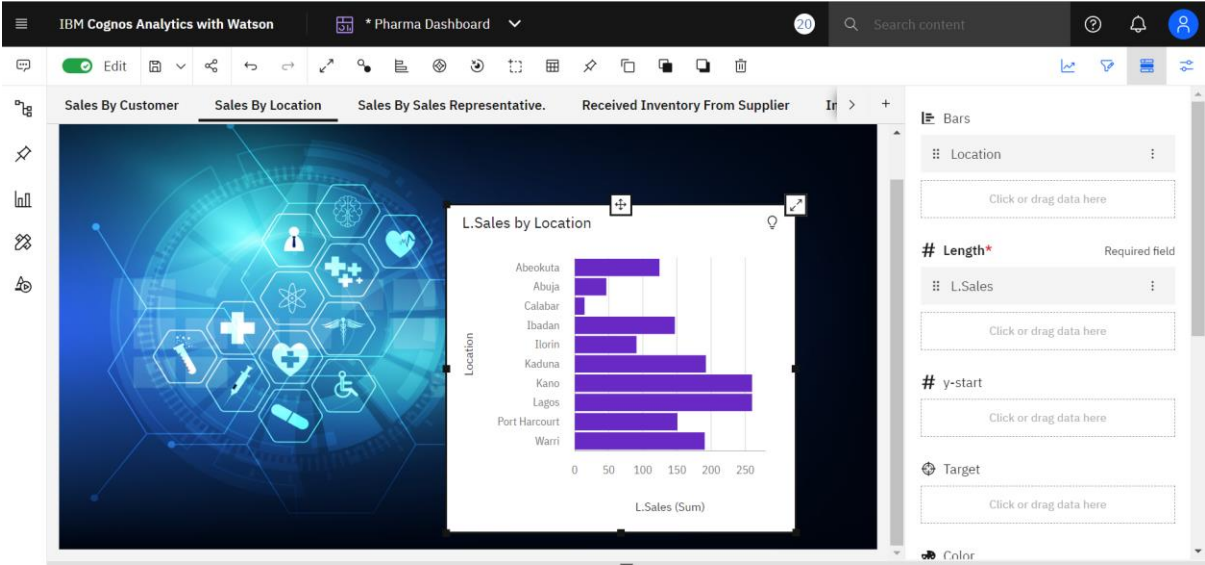 IBM Cognos Analytics with Watson
* Pharma Dashboard
20
Search content
Edit
Sales By Customer
Sales By Location
Sales By Sales Representative.
Received Inventory From Supplier
L.Sales by Location
Location
Abeokuta
Abuja
Calabar
Ibadan
Ilorin
Kaduna
Kano
Lagos
Port Harcourt
Warri
0 50 100 150 200 250
L.Sales (Sum)
Bars
Location
Click or drag data here
# Length* Required field
L.Sales
Click or drag data here
# y-start
Click or drag data here
Target
Click or drag data here
Color